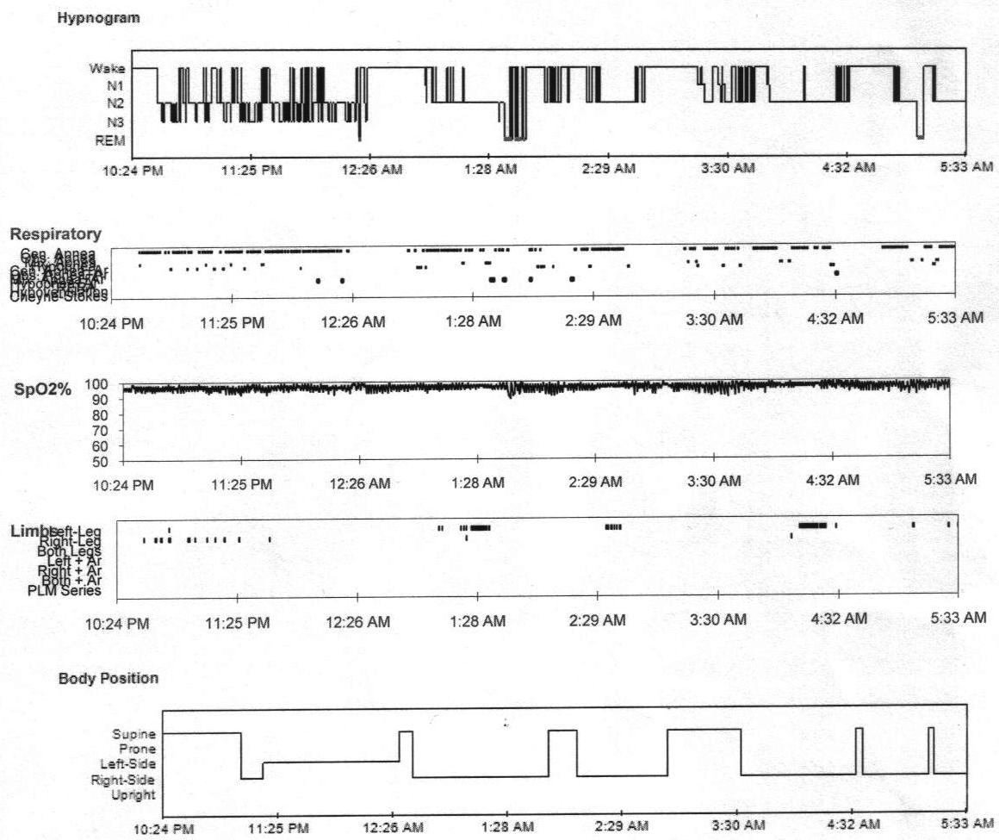 Hypnogram
Wake
N1
N2
N3
REM
10:24 PM 11:25 PM 12:26 AM 1:28 AM 2:29 AM 3:30 AM 4:32 AM 5:33 AM
Respiratory
Cen. Apnea
Hypoventilation
Cheyne-Stokes
10:24 PM 11:25 PM 12:26 AM 1:28 AM 2:29 AM 3:30 AM 4:32 AM 5:33 AM
SpO2%
100
90
80
70
60
50
10:24 PM 11:25 PM 12:26 AM 1:28 AM 2:29 AM 3:30 AM 4:32 AM 5:33 AM
Limbs Left-Leg
Right-Leg
Both Legs
Left + Ar
Right + Ar
Both + Ar
PLM Series
10:24 PM 11:25 PM 12:26 AM 1:28 AM 2:29 AM 3:30 AM 4:32 AM 5:33 AM
Body Position
Supine
Prone
Left-Side
Right-Side
Upright
10:24 PM 11:25 PM 12:26 AM 1:28 AM 2:29 AM 3:30 AM 4:32 AM 5:33 AM